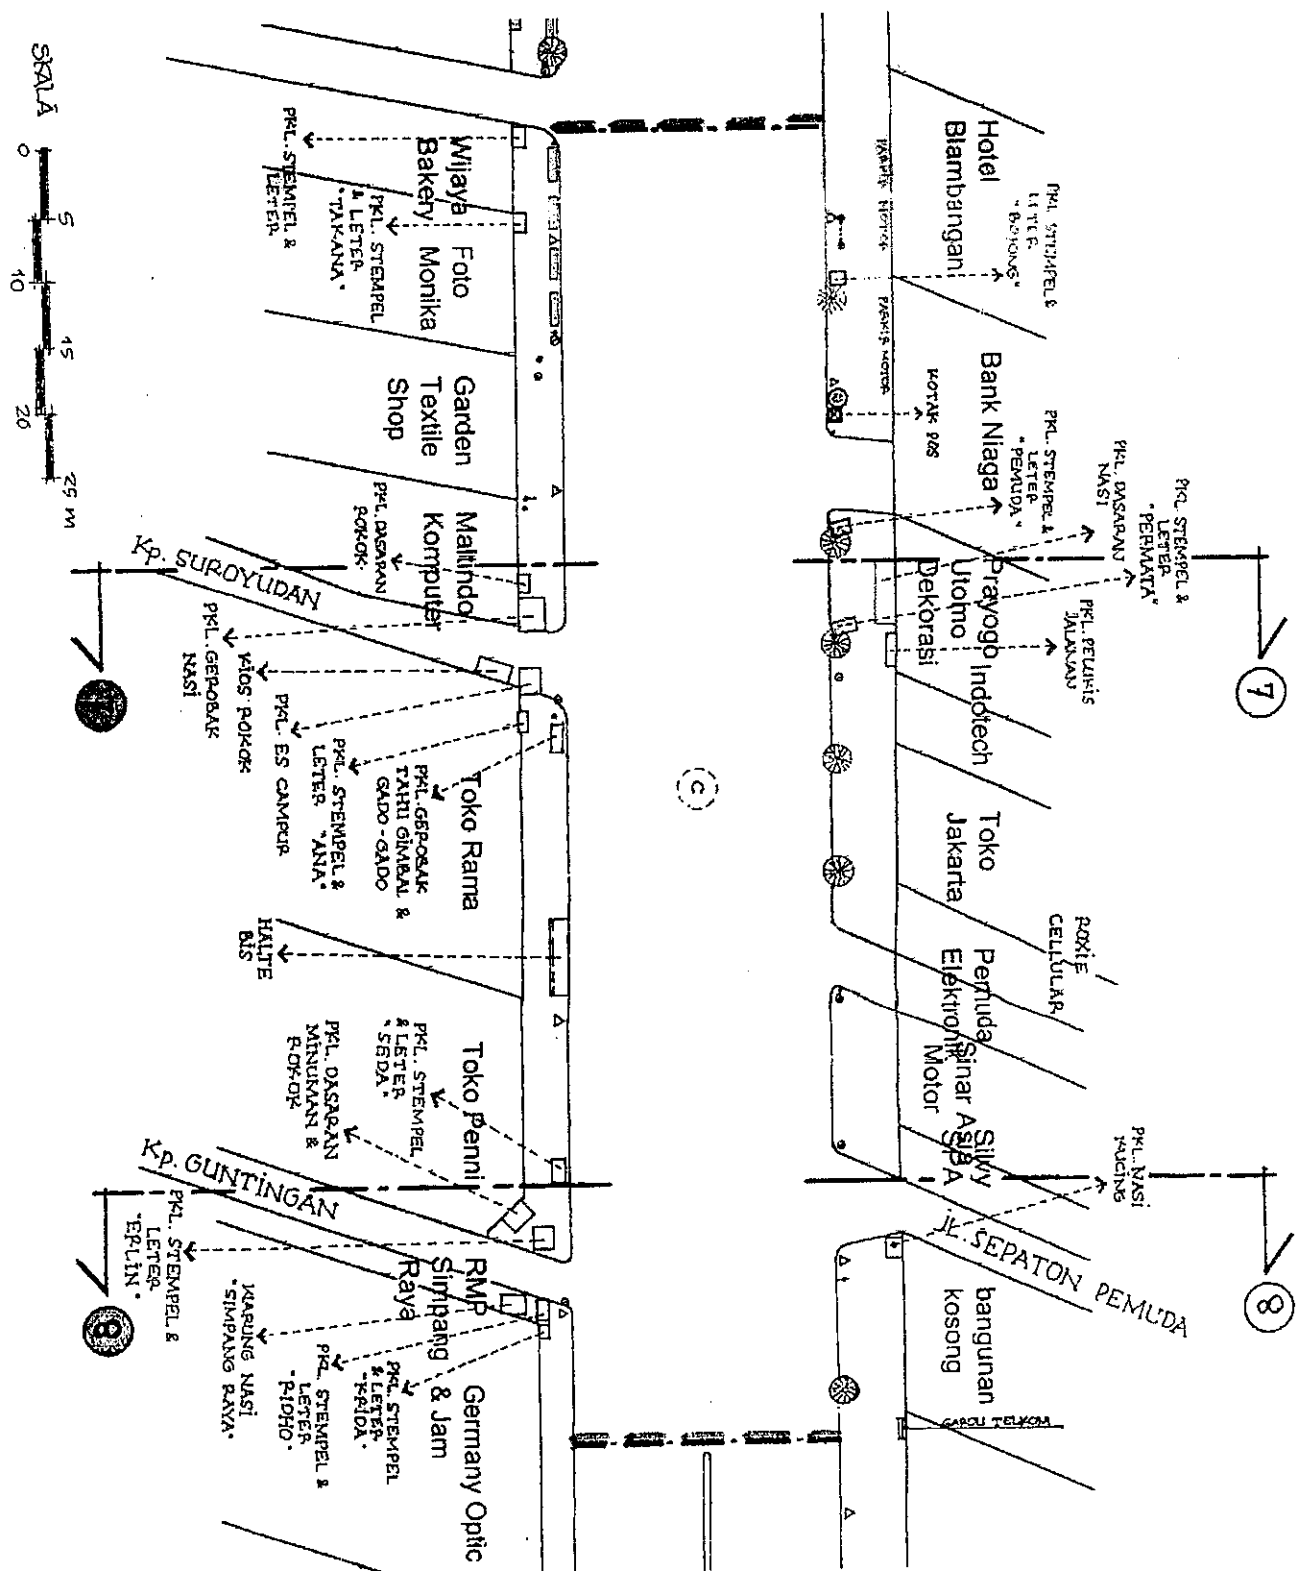 Hotel
Blambangan
PKL. STEMPEL &
LETER
"BOJONG"
PARKIR MOTOR
PARKIR MOTOR
KOTAK POS
Bank Niaga
PKL. STEMPEL &
LETER
"PEMUDA"
PKL. DASARAN
NASI
PKL. STEMPEL &
LETER
"PERMATA"
Prayogo
Utomo
Dekorasi
PKL. PELUKIS
JALANAN
Indotech
Toko
Jakarta
ROXIE
CELLULAR
Pemuda
Elektronik
Sinar Asia
Motor
Silvy
S B A
PKL. NASI
KUCING
JL. SEPATON PEMUDA
bangunan
kosong
GARDU TELKOM
7
8
C
Wijaya
Bakery
PKL. STEMPEL &
LETER
Foto
Monika
PKL. STEMPEL
& LETER
"TAKANA"
Garden
Textile
Shop
Maltindo
Komputer
PKL. DASARAN
ROKOK
Kp. SUROYUDAN
PKL. GEROBAK
NASI
KIOS ROKOK
PKL. ES CAMPUR
PKL. STEMPEL &
LETER "ANA"
PKL. GEROBAK
TAHU GIMBAL &
GADO-GADO
Toko Rama
HALTE
BIS
Toko Penni
PKL. STEMPEL
& LETER
"SEDA"
PKL. DASARAN
MINUMAN &
ROKOK
Kp. GUNTINGAN
PKL. STEMPEL &
LETER
"ERLIN"
RMP
Simpang
Raya
WARUNG NASI
"SIMPANG RAYA"
PKL. STEMPEL &
LETER
"RIDHO"
PKL. STEMPEL
& LETER
"KRIDA"
Germany Optic
& Jam
8
SKALA
0
5
10
15
20
25 m